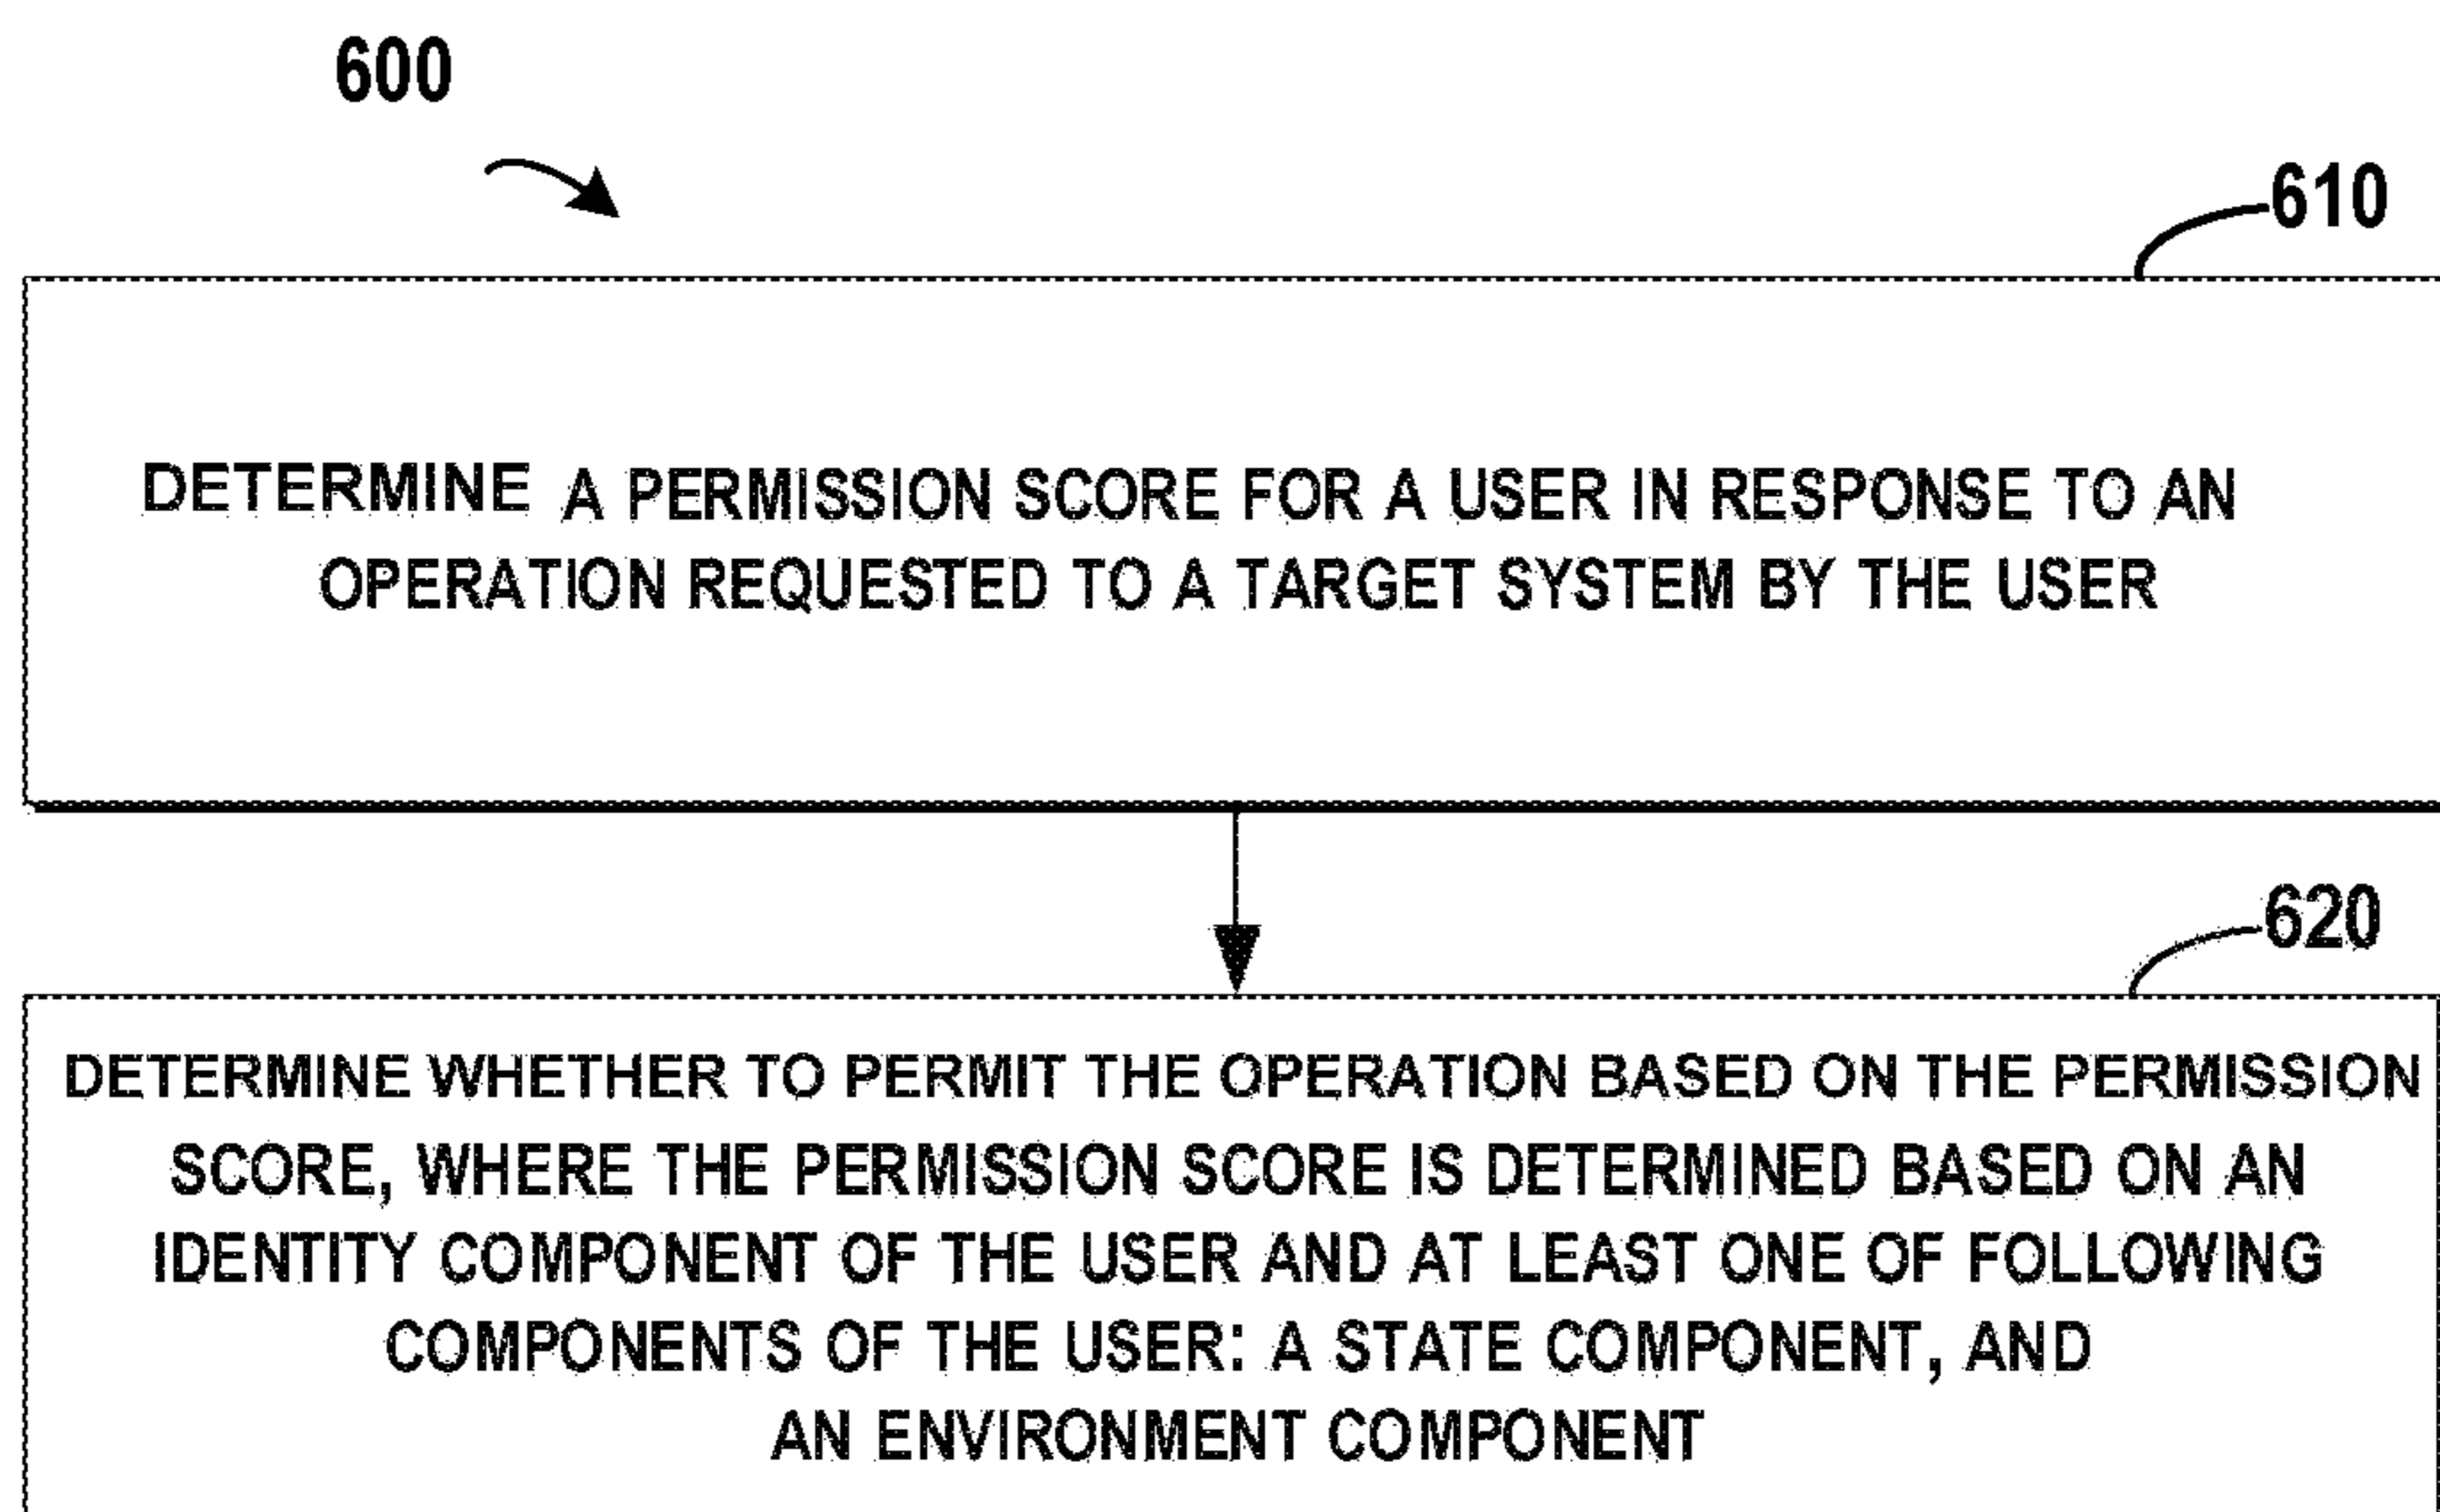 600
610
DETERMINE A PERMISSION SCORE FOR A USER IN RESPONSE TO AN
OPERATION REQUESTED TO A TARGET SYSTEM BY THE USER
620
DETERMINE WHETHER TO PERMIT THE OPERATION BASED ON THE PERMISSION
SCORE, WHERE THE PERMISSION SCORE IS DETERMINED BASED ON AN
IDENTITY COMPONENT OF THE USER AND AT LEAST ONE OF FOLLOWING
COMPONENTS OF THE USER: A STATE COMPONENT, AND
AN ENVIRONMENT COMPONENT